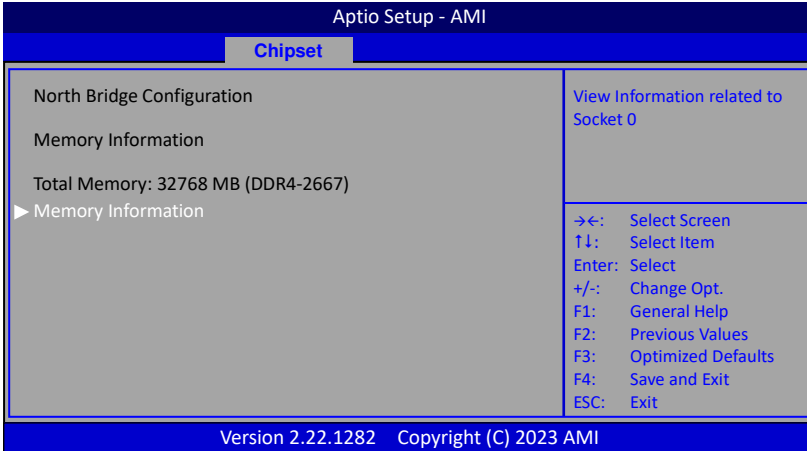 Aptio Setup - AMI
Chipset
North Bridge Configuration
Memory Information
Total Memory: 32768 MB (DDR4-2667)
▶ Memory Information
View Information related to
Socket 0
→←: Select Screen
↑↓: Select Item
Enter: Select
+/-: Change Opt.
F1: General Help
F2: Previous Values
F3: Optimized Defaults
F4: Save and Exit
ESC: Exit
Version 2.22.1282 Copyright (C) 2023 AMI